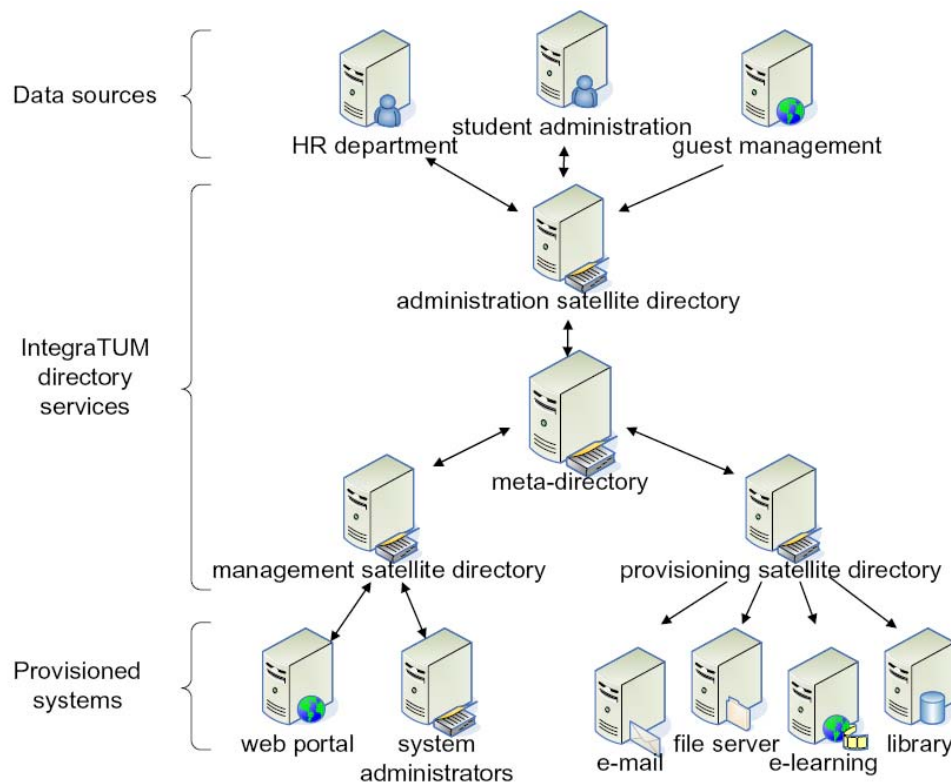 Data sources
HR department
student administration
guest management
IntegraTUM
directory
services
administration satellite directory
meta-directory
management satellite directory
provisioning satellite directory
Provisioned
systems
web portal
system
administrators
e-mail
file server
e-learning
library